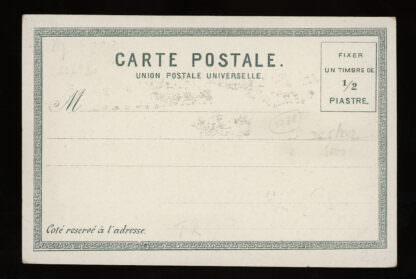 CARTE POSTALE.
UNION POSTALE UNIVERSELLE.
FIXER
UN TIMBRE DE
1/2
PIASTRE.
M
Coté reservé à l'adresse.